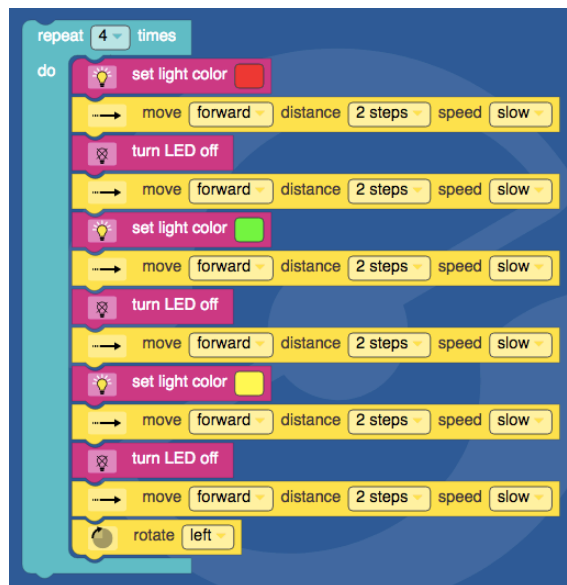 repeat 4 times
do set light color
move forward distance 2 steps speed slow
turn LED off
move forward distance 2 steps speed slow
set light color
move forward distance 2 steps speed slow
turn LED off
move forward distance 2 steps speed slow
set light color
move forward distance 2 steps speed slow
turn LED off
move forward distance 2 steps speed slow
rotate left